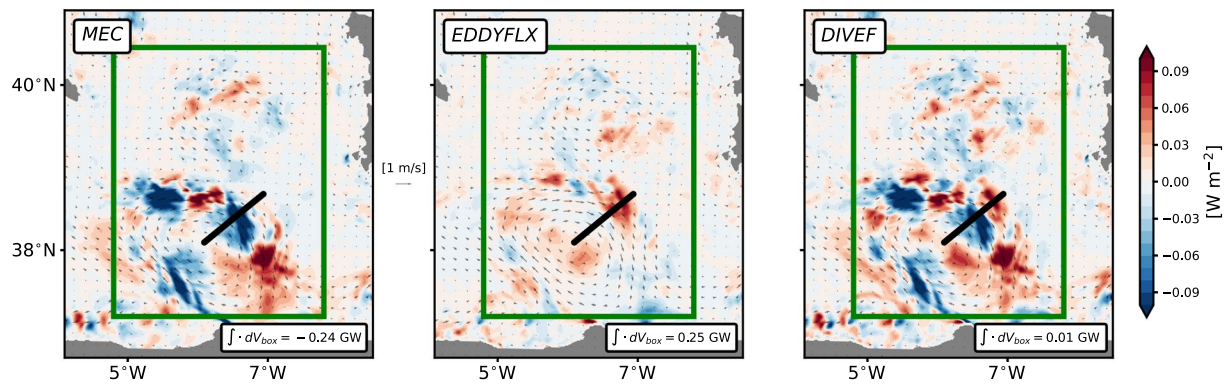 MEC
EDDYFLX
DIVEF
40°N
38°N
[1 m/s]
∫ · dV_box = − 0.24 GW
∫ · dV_box = 0.25 GW
∫ · dV_box = 0.01 GW
5°W 7°W
5°W 7°W
5°W 7°W
0.09
0.06
0.03
0.00
−0.03
−0.06
−0.09
[W m⁻²]